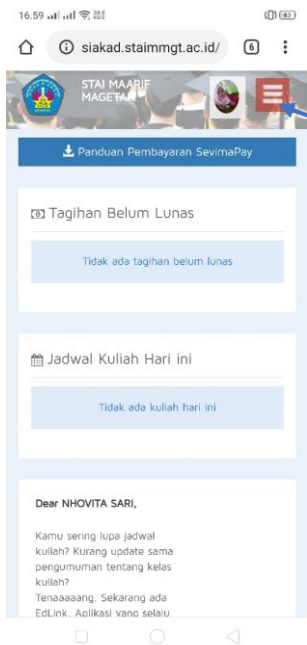 16.59
siakad.staimmgt.ac.id/
6
STAI MAARIF
MAGETAN
Panduan Pembayaran SevimaPay
Tagihan Belum Lunas
Tidak ada tagihan belum lunas
Jadwal Kuliah Hari ini
Tidak ada kuliah hari ini
Dear NHOVITA SARI,
Kamu sering lupa jadwal
kuliah? Kurang update sama
pengumuman tentang kelas
kuliah?
Tenaaaaang. Sekarang ada
EdLink. Aplikasi yang selalu